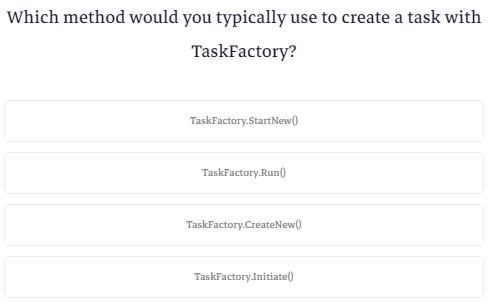 Which method would you typically use to create a task with
TaskFactory?
TaskFactory.StartNew()
TaskFactory.Run()
TaskFactory.CreateNew()
TaskFactory.Initiate()